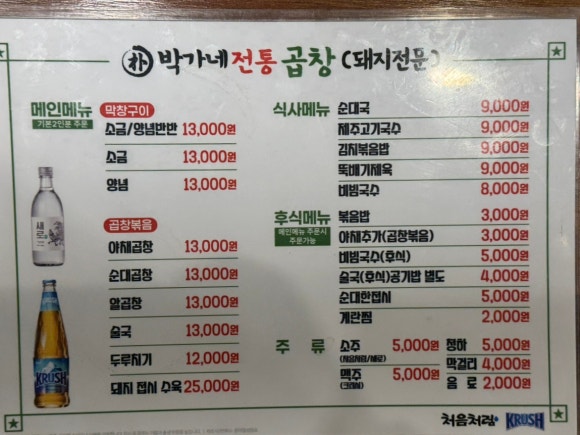 朴 박가네 전통 곱창 (돼지전문)
메인메뉴
기본2인분 주문
막창구이
소금/양념반반 13,000원
소금 13,000원
양념 13,000원
곱창볶음
야채곱창 13,000원
순대곱창 13,000원
알곱창 13,000원
술국 13,000원
두루치기 12,000원
돼지 접시 수육 25,000원
식사메뉴
순대국 9,000원
제주고기국수 9,000원
김치볶음밥 9,000원
뚝배기제육 9,000원
비빔국수 8,000원
후식메뉴
메인메뉴 주문시
주문가능
볶음밥 3,000원
야채추가(곱창볶음) 3,000원
비빔국수(후식) 5,000원
술국(후식)공기밥 별도 4,000원
순대한접시 5,000원
계란찜 2,000원
주 류
소주 5,000원
(처음처럼/새로)
맥주 5,000원
(크러시)
청하 5,000원
막걸리 4,000원
음 료 2,000원
새로
KRUSH
처음처럼
KRUSH